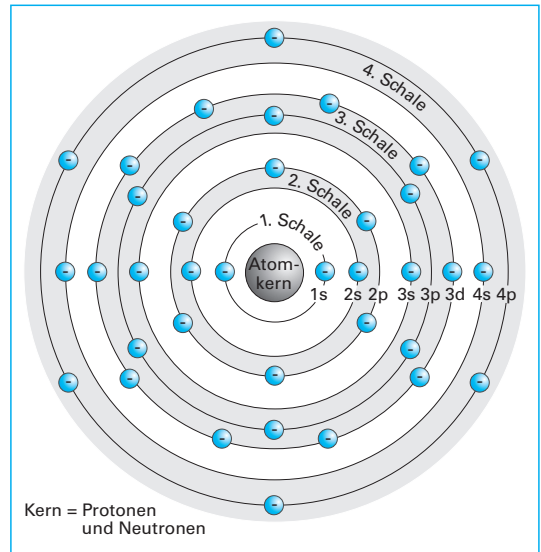 4. Schale
3. Schale
2. Schale
1. Schale
Atom-
kern
1s 2s 2p 3s 3p 3d 4s 4p
Kern = Protonen
und Neutronen